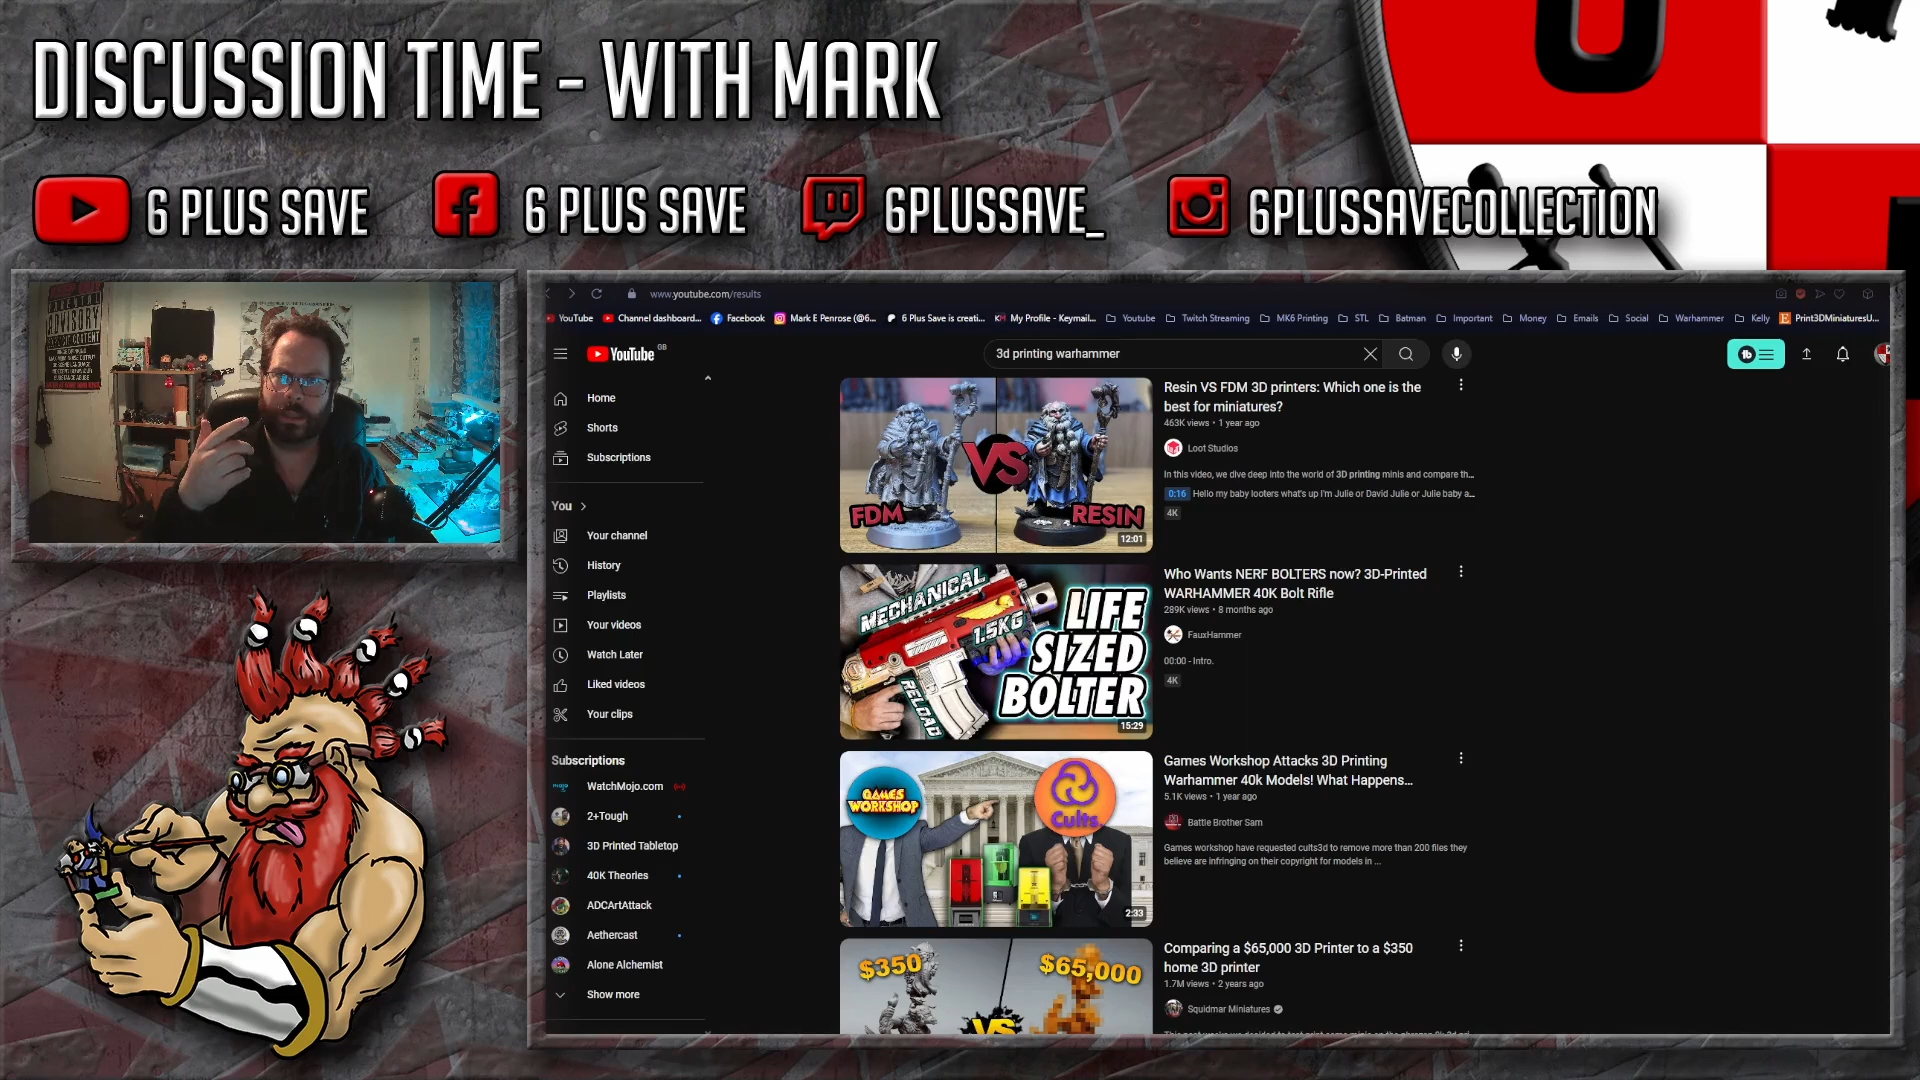 DISCUSSION TIME - WITH MARK
6 PLUS SAVE
6 PLUS SAVE
6PLUSSAVE_
6PLUSSAVECOLLECTION
ADVISORY
www.youtube.com/results
YouTube
Channel dashboard...
Facebook
Mark E Penrose (@6...
6 Plus Save is creati...
My Profile - Keymail...
Youtube
Twitch Streaming
MK6 Printing
STL
Batman
Important
Money
Emails
Social
Warhammer
Kelly
Print3DMiniaturesU...
YouTube GB
3d printing warhammer
Home
Shorts
Subscriptions
You
Your channel
History
Playlists
Your videos
Watch Later
Liked videos
Your clips
Subscriptions
WatchMojo.com
2+Tough
3D Printed Tabletop
40K Theories
ADCArtAttack
Aethercast
Alone Alchemist
Show more
FDM
VS
RESIN
12:01
Resin VS FDM 3D printers: Which one is the
best for miniatures?
463K views • 1 year ago
Loot Studios
In this video, we dive deep into the world of 3D printing minis and compare th...
0:16 Hello my baby looters what's up I'm Julie or David Julie or Julie baby a...
4K
MECHANICAL
1.5KG
RELOAD
LIFE
SIZED
BOLTER
15:29
Who Wants NERF BOLTERS now? 3D-Printed
WARHAMMER 40K Bolt Rifle
289K views • 8 months ago
FauxHammer
00:00 - Intro.
4K
GAMES
WORKSHOP
Cults
2:33
Games Workshop Attacks 3D Printing
Warhammer 40k Models! What Happens...
5.1K views • 1 year ago
Battle Brother Sam
Games workshop have requested cults3d to remove more than 200 files they
believe are infringing on their copyright for models in ...
$350
$65,000
VS
Comparing a $65,000 3D Printer to a $350
home 3D printer
1.7M views • 2 years ago
Squidmar Miniatures